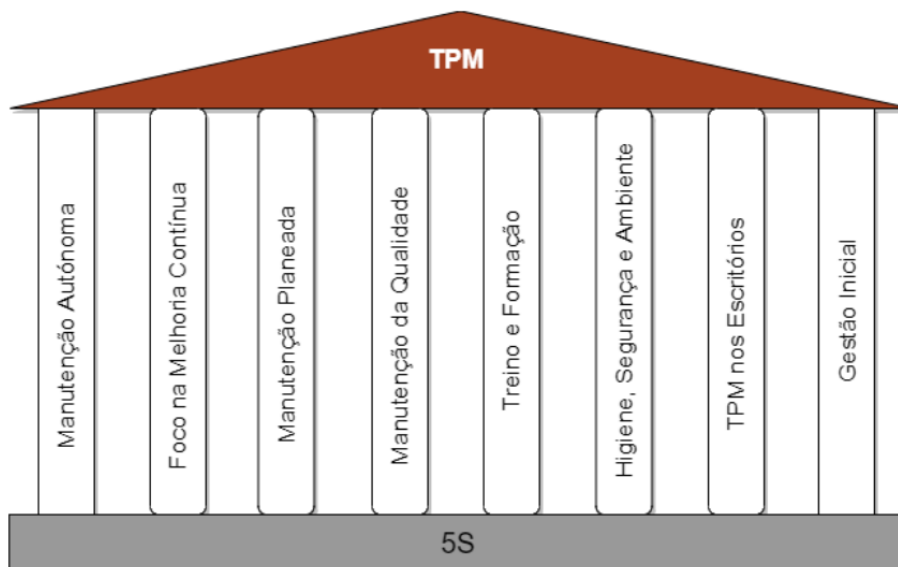 TPM
Manutenção Autónoma
Foco na Melhoria Contínua
Manutenção Planeada
Manutenção da Qualidade
Treino e Formação
Higiene, Segurança e Ambiente
TPM nos Escritórios
Gestão Inicial
5S